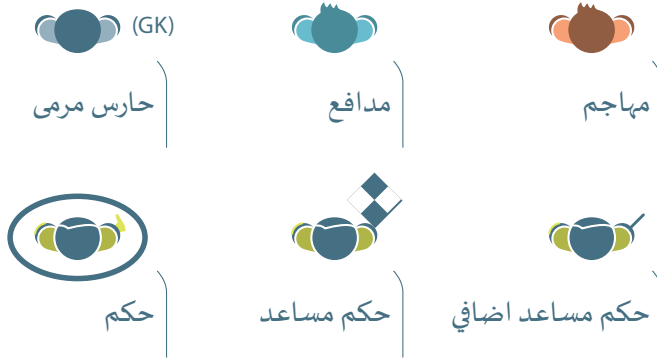 مهاجم
مدافع
(GK)
حارس مرمى
حكم مساعد اضافي
حكم مساعد
حكم